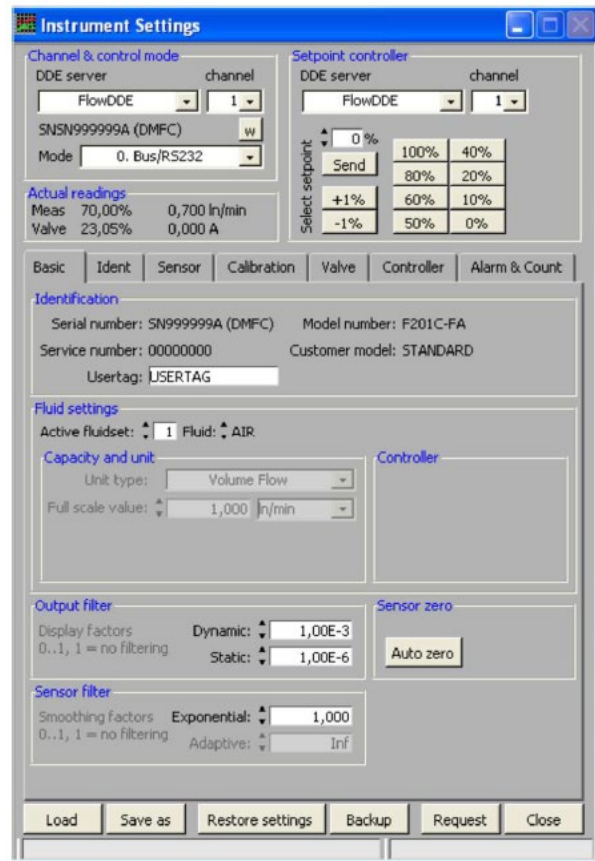 Instrument Settings
Channel & control mode
DDE server channel
FlowDDE 1
SNSN999999A (DMFC) w
Mode 0. Bus/RS232
Setpoint controller
DDE server channel
FlowDDE 1
Select setpoint
0 %
Send
+1%
-1%
100% 40%
80% 20%
60% 10%
50% 0%
Actual readings
Meas 70,00% 0,700 ln/min
Valve 23,05% 0,000 A
Basic Ident Sensor Calibration Valve Controller Alarm & Count
Identification
Serial number: SN999999A (DMFC) Model number: F201C-FA
Service number: 00000000 Customer model: STANDARD
Usertag: USERTAG
Fluid settings
Active fluidset: 1 Fluid: AIR
Capacity and unit
Unit type: Volume Flow
Full scale value: 1,000 ln/min
Controller
Output filter
Display factors
0..1, 1 = no filtering
Dynamic: 1,00E-3
Static: 1,00E-6
Sensor zero
Auto zero
Sensor filter
Smoothing factors
0..1, 1 = no filtering
Exponential: 1,000
Adaptive: Inf
Load Save as Restore settings Backup Request Close